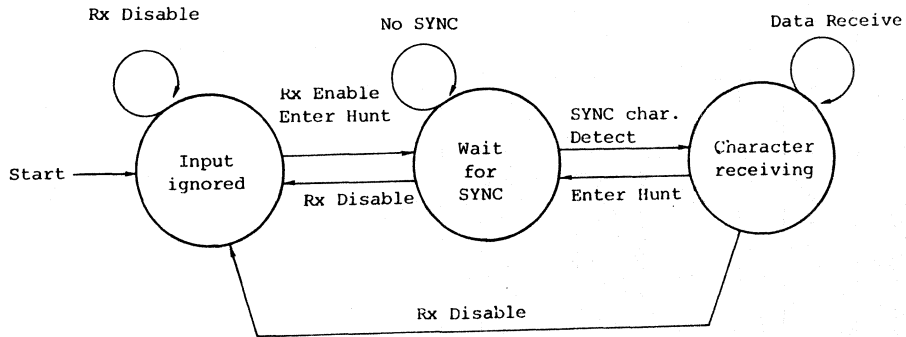 Rx Disable
No SYNC
Data Receive
Rx Enable
Enter Hunt
SYNC char.
Detect
Start
Input
ignored
Wait
for
SYNC
Character
receiving
Rx Disable
Enter Hunt
Rx Disable